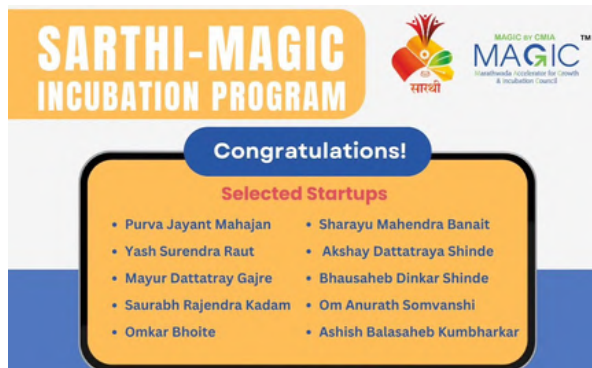 SARTHI-MAGIC
INCUBATION PROGRAM
सारथी
MAGIC BY CMIA
MAGIC TM
Marathwada Accelerator for Growth
& Incubation Council
Congratulations!
Selected Startups
• Purva Jayant Mahajan
• Yash Surendra Raut
• Mayur Dattatray Gajre
• Saurabh Rajendra Kadam
• Omkar Bhoite
• Sharayu Mahendra Banait
• Akshay Dattatraya Shinde
• Bhausaheb Dinkar Shinde
• Om Anurath Somvanshi
• Ashish Balasaheb Kumbharkar